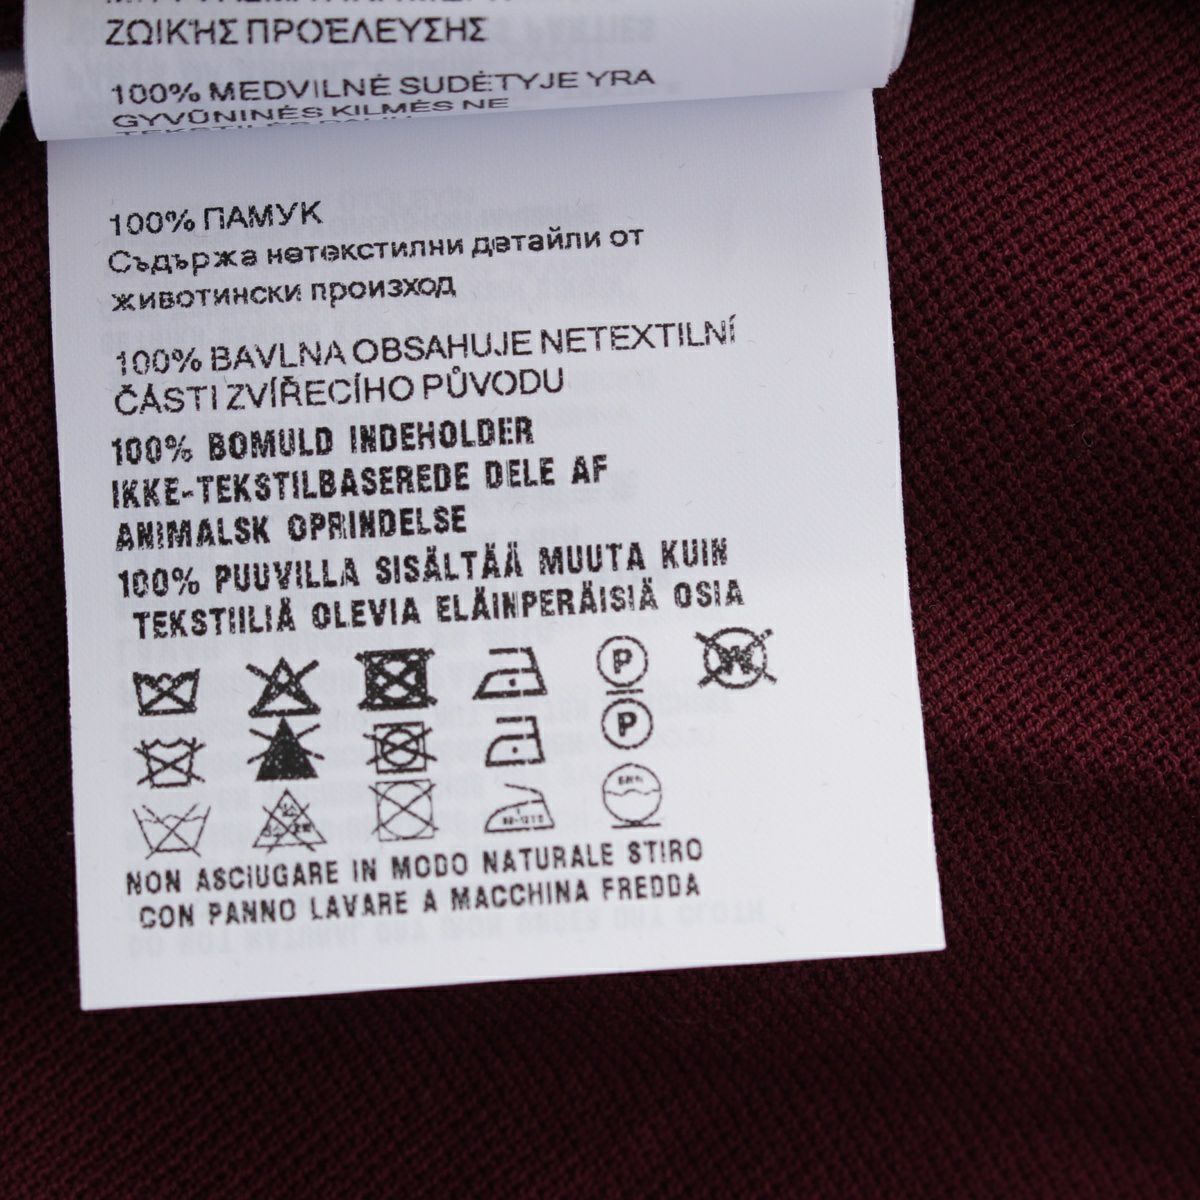 ΖΩΙΚΉΣ ΠΡΟΈΛΕΥΣΗΣ
100% MEDVILNĖ SUDĖTYJE YRA
GYVŪNINĖS KILMĖS NE
100% ПАМУК
Съдържа нетекстилни детайли от
животински произход
100% BAVLNA OBSAHUJE NETEXTILNÍ
ČÁSTI ZVÍŘECÍHO PŮVODU
100% BOMULD INDEHOLDER
IKKE-TEKSTILBASEREDE DELE AF
ANIMALSK OPRINDELSE
100% PUUVILLA SISÄLTÄÄ MUUTA KUIN
TEKSTIILIÄ OLEVIA ELÄINPERÄISIÄ OSIA
P W
P
NON ASCIUGARE IN MODO NATURALE STIRO
CON PANNO LAVARE A MACCHINA FREDDA